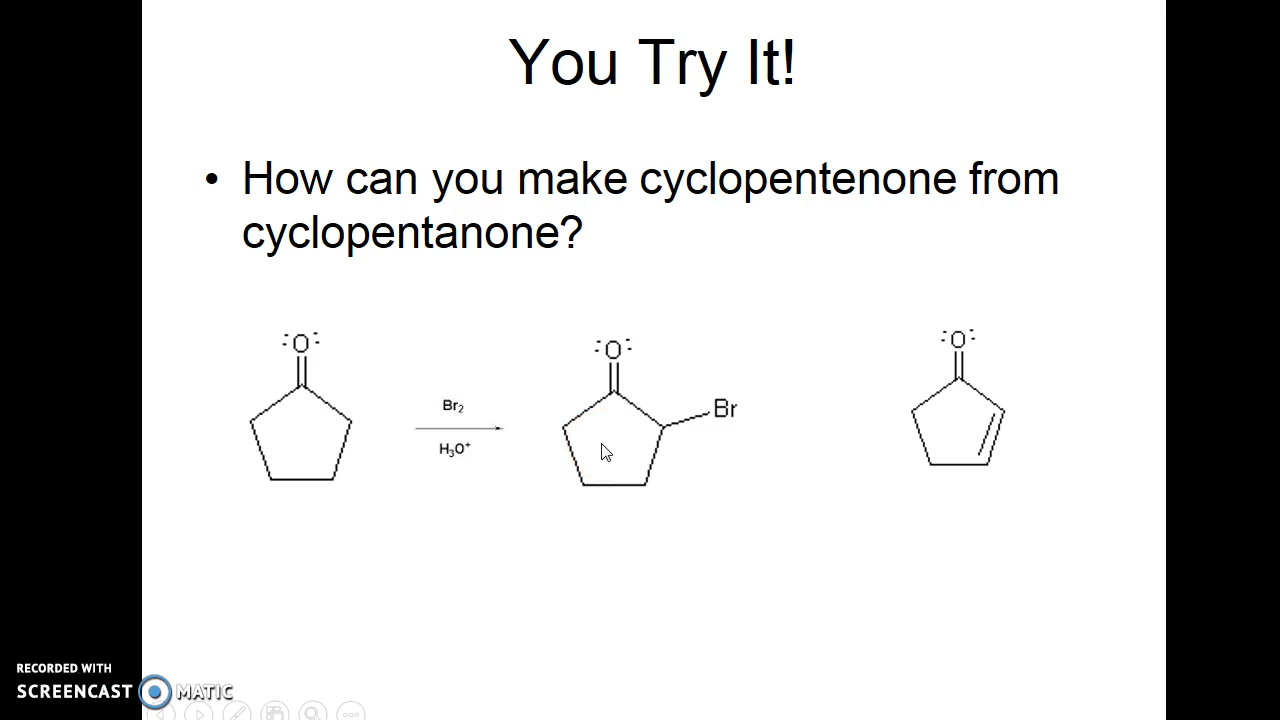 You Try It!
• How can you make cyclopentenone from
cyclopentanone?
O
O
O
Br₂
Br
H₃O⁺
RECORDED WITH
SCREENCAST MATIC